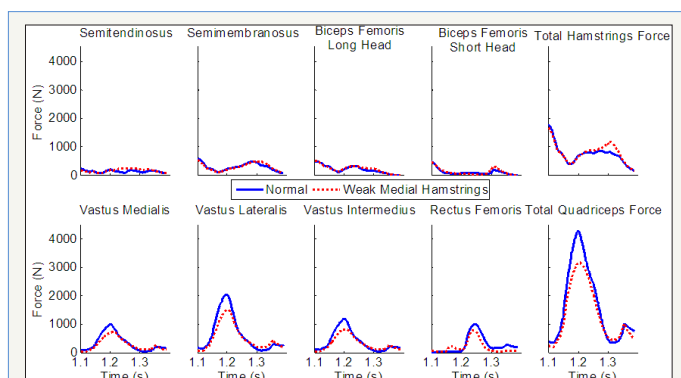 Semitendinosus Semimembranosus Biceps Femoris Long Head Biceps Femoris Short Head Total Hamstrings Force
4000
3000
2000
1000
0
Force (N)
Normal Weak Medial Hamstrings
Vastus Medialis Vastus Lateralis Vastus Intermedius Rectus Femoris Total Quadriceps Force
4000
3000
2000
1000
0
Force (N)
1.1 1.2 1.3 1.1 1.2 1.3 1.1 1.2 1.3 1.1 1.2 1.3 1.1 1.2 1.3
Time (s) Time (s) Time (s) Time (s) Time (s)